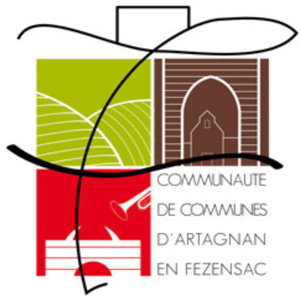 COMMUNAUTE
DE COMMUNES
D'ARTAGNAN
EN FEZENSAC